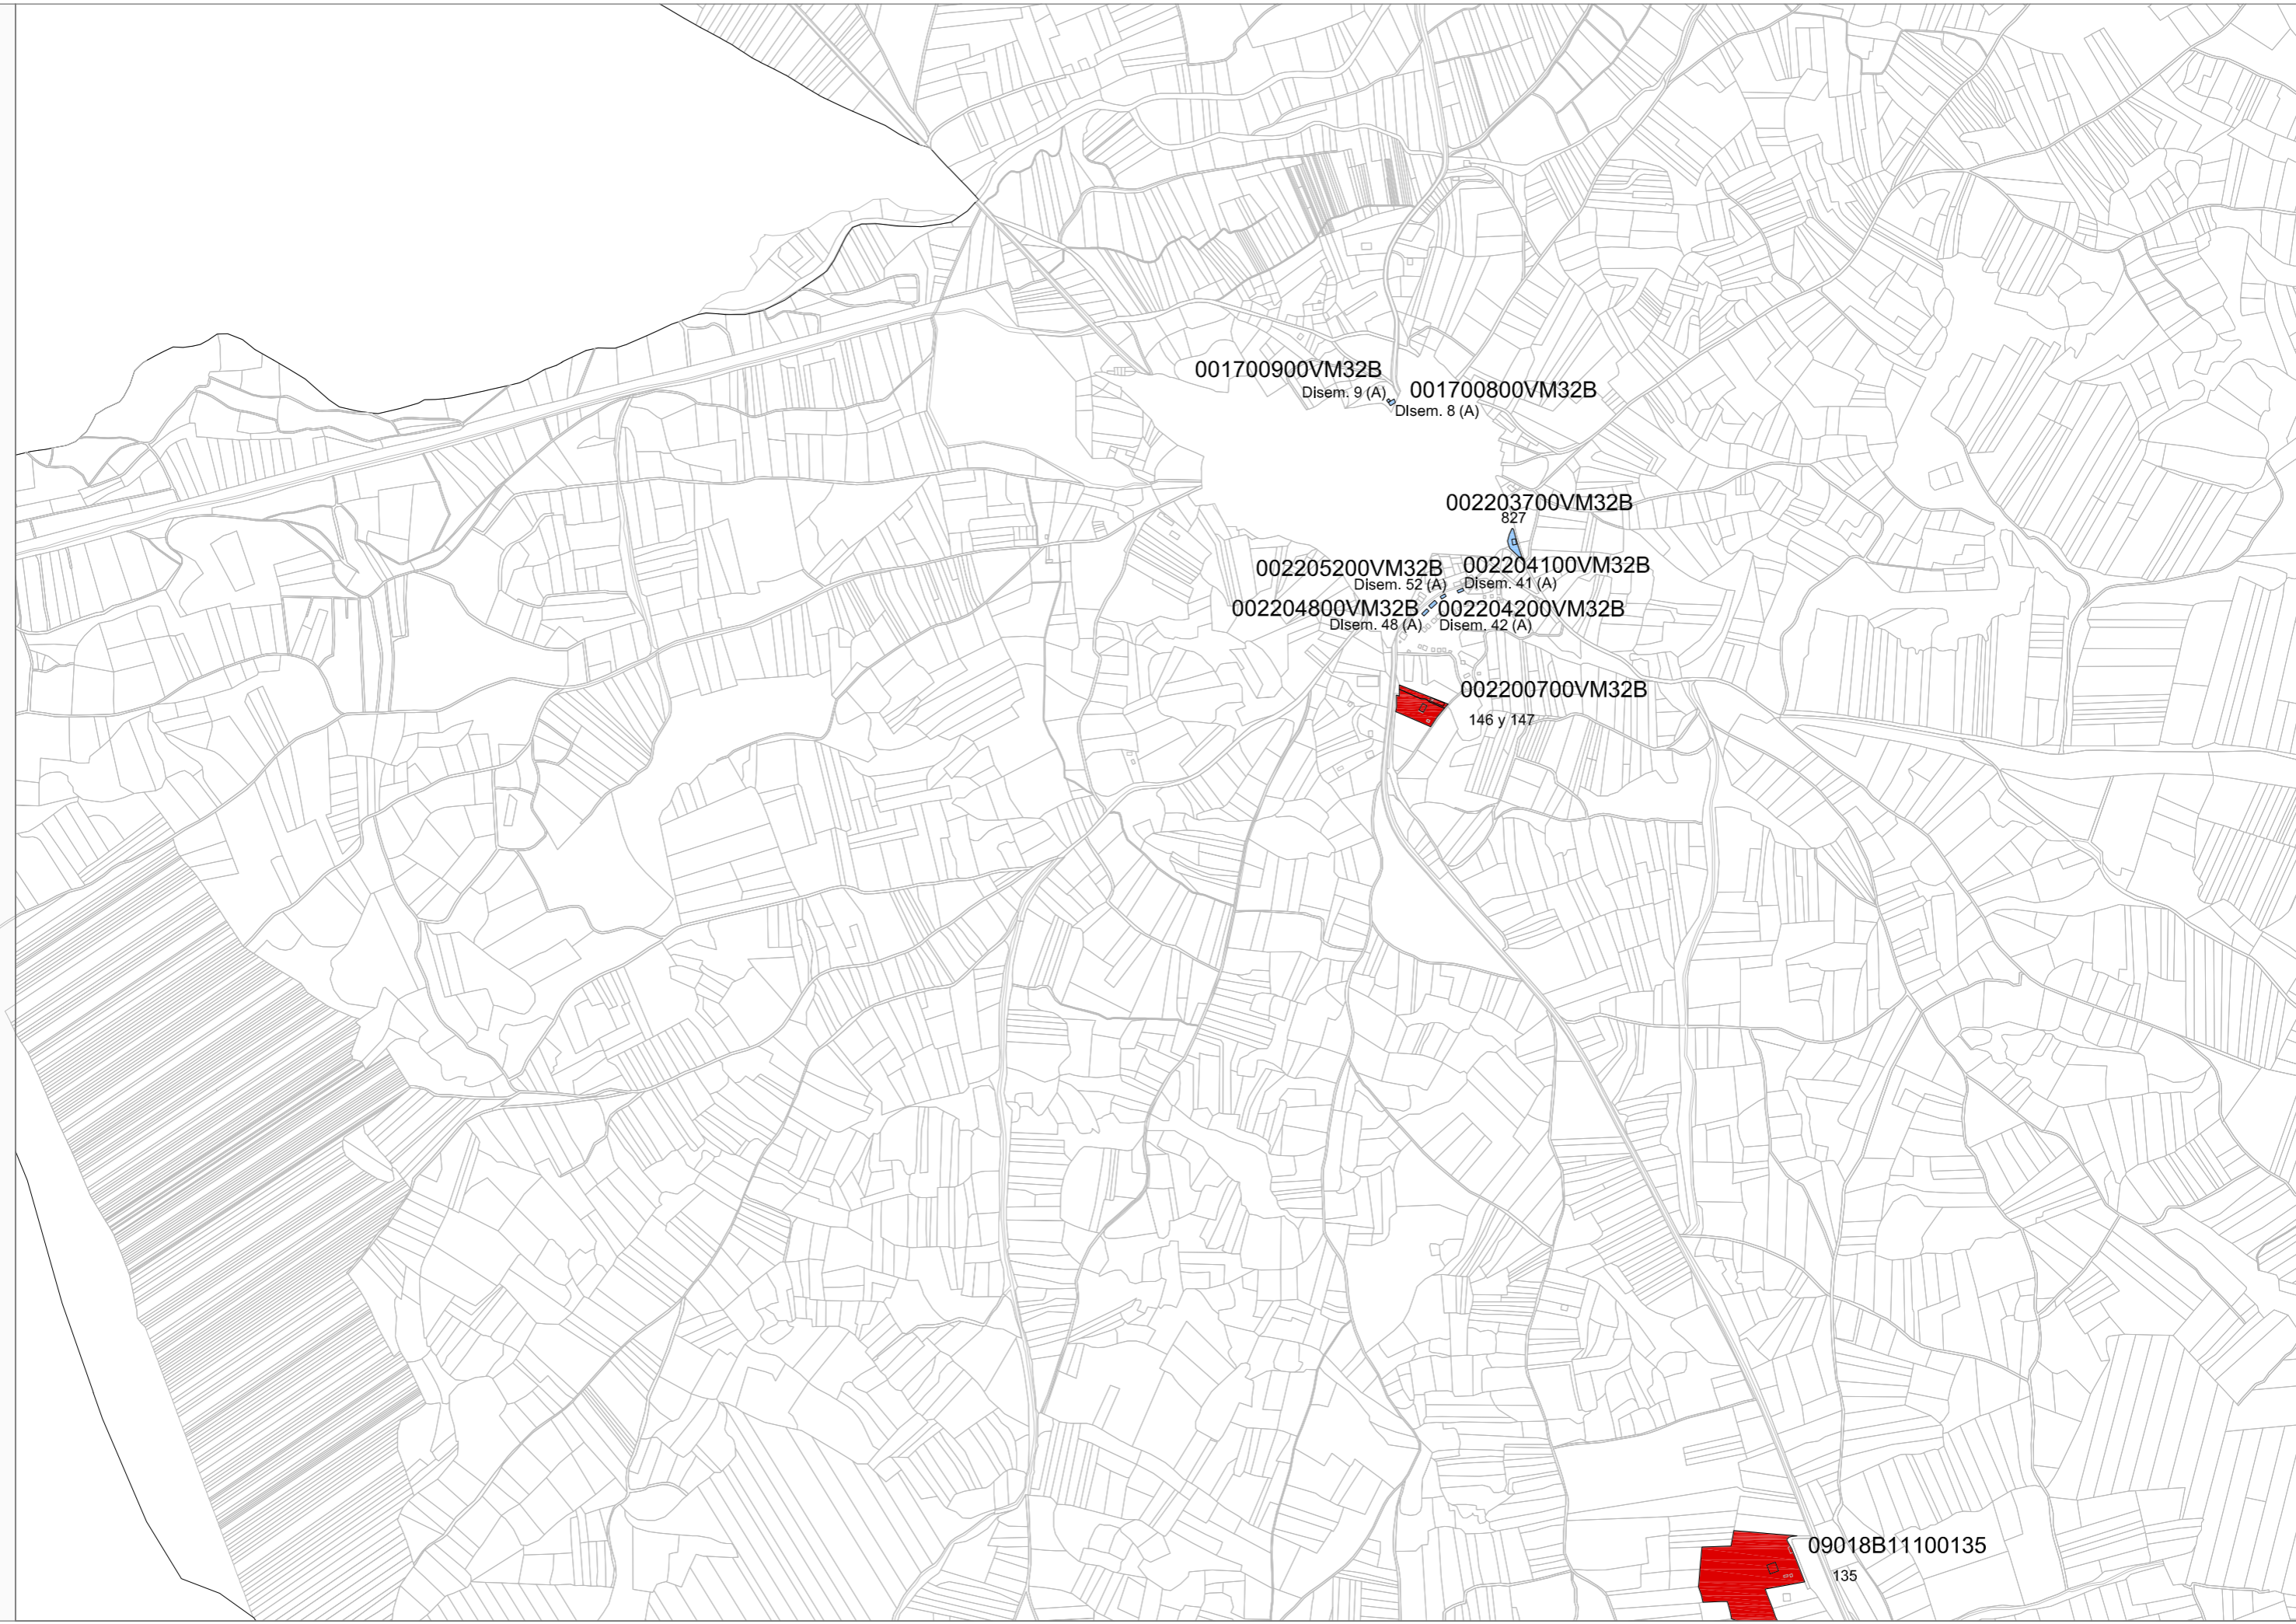 001700900VM32B
Disem. 9 (A)
001700800VM32B
DIsem. 8 (A)
002203700VM32B
827
002205200VM32B
Disem. 52 (A)
002204100VM32B
Disem. 41 (A)
002204800VM32B
DIsem. 48 (A)
002204200VM32B
Disem. 42 (A)
002200700VM32B
146 y 147
09018B11100135
135